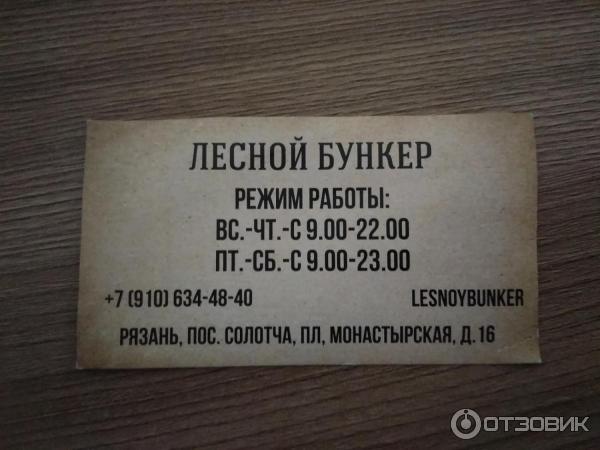 ЛЕСНОЙ БУНКЕР
РЕЖИМ РАБОТЫ:
ВС.-ЧТ.-С 9.00-22.00
ПТ.-СБ.-С 9.00-23.00
+7 (910) 634-48-40 LESNOYBUNKER
РЯЗАНЬ, ПОС. СОЛОТЧА, ПЛ, МОНАСТЫРСКАЯ, Д. 16
ОТЗОВИК